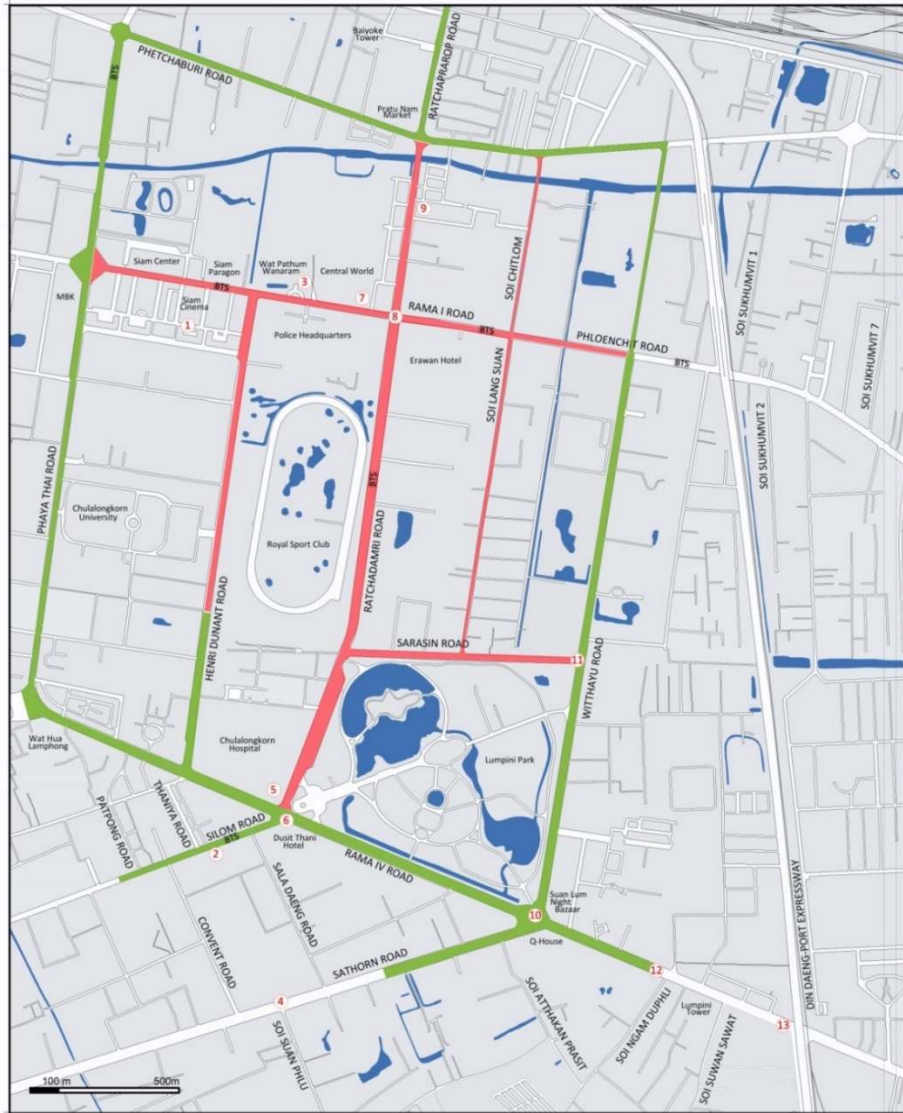 Baiyoke
Tower
RATCHAPRAROP ROAD
PHETCHABURI ROAD
BTS
Pratu Nam
Market
9
Siam Center
Siam
Paragon
Wat Pathum
Wanaram
3
Central World
7
SOI CHITLOM
SOI SUKHUMVIT 1
MBK
BTS
Siam
Cinema
1
8
RAMA I ROAD
BTS
PHLOENCHIT ROAD
BTS
SOI SUKHUMVIT 7
Police Headquarters
Erawan Hotel
SOI LANG SUAN
SOI SUKHUMVIT 2
PHAYA THAI ROAD
Chulalongkorn
University
BTS
Royal Sport Club
RATCHADAMRI ROAD
HENRI DUNANT ROAD
SARASIN ROAD
11
WITTHAYU ROAD
Wat Hua
Lamphong
Chulalongkorn
Hospital
Lumpini Park
5
6
PATPONG ROAD
THANIYA ROAD
SILOM ROAD
BTS
2
Dusit Thani
Hotel
RAMA IV ROAD
SALA DAENG ROAD
CONVENT ROAD
Suan Lum
Night
Bazaar
10
Q-House
SATHORN ROAD
4
SOI SUAN PHLU
SOI ATTHAKAN PRASIT
SOI NGAM DUPHLI
12
Lumpini
Tower
13
SOI SUWAN SAWAT
DIN DAENG-PORT EXPRESSWAY
100 m
500m